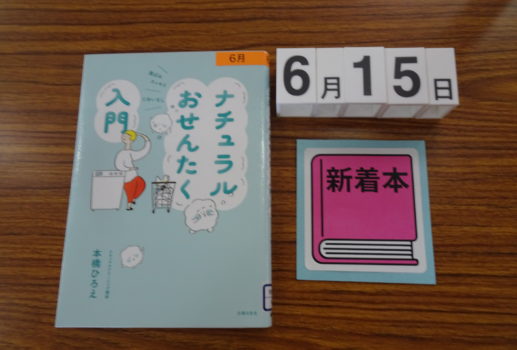 6月
ナチュラル
おせんたく
入門
本橋ひろえ
6月15日
新着本